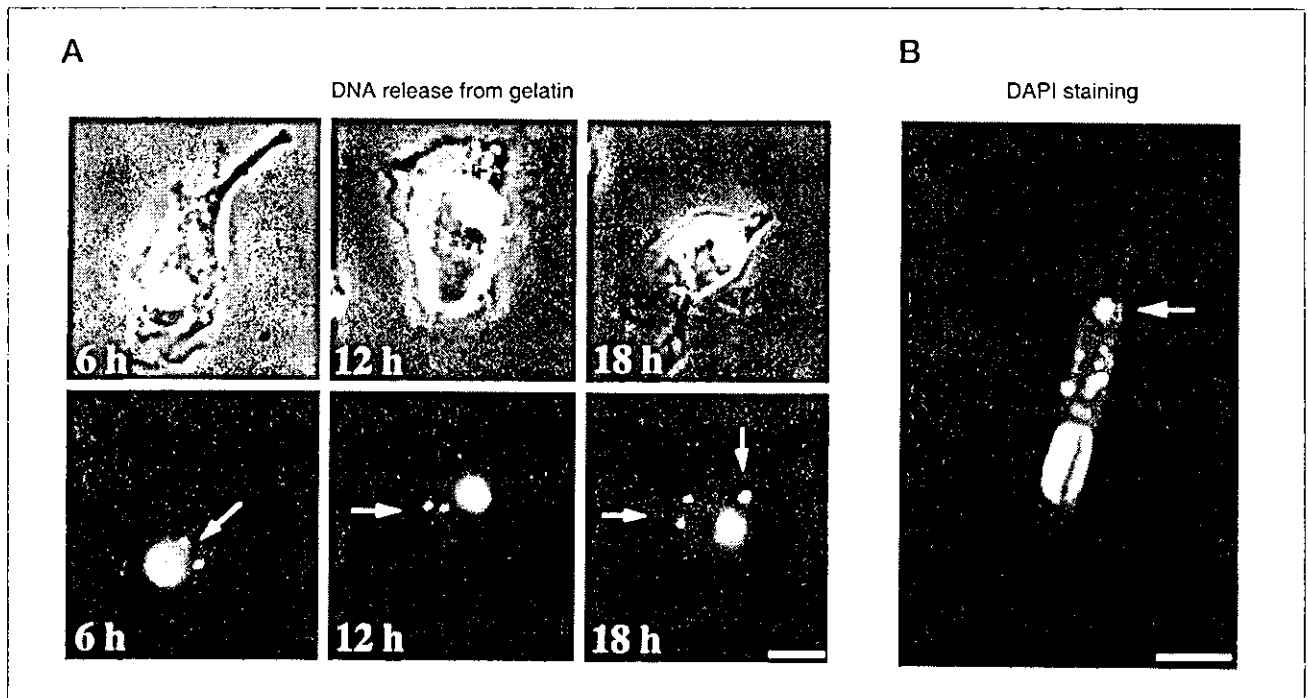 A
B
DNA release from gelatin
DAPI staining
6 h
12 h
18 h
6 h
12 h
18 h